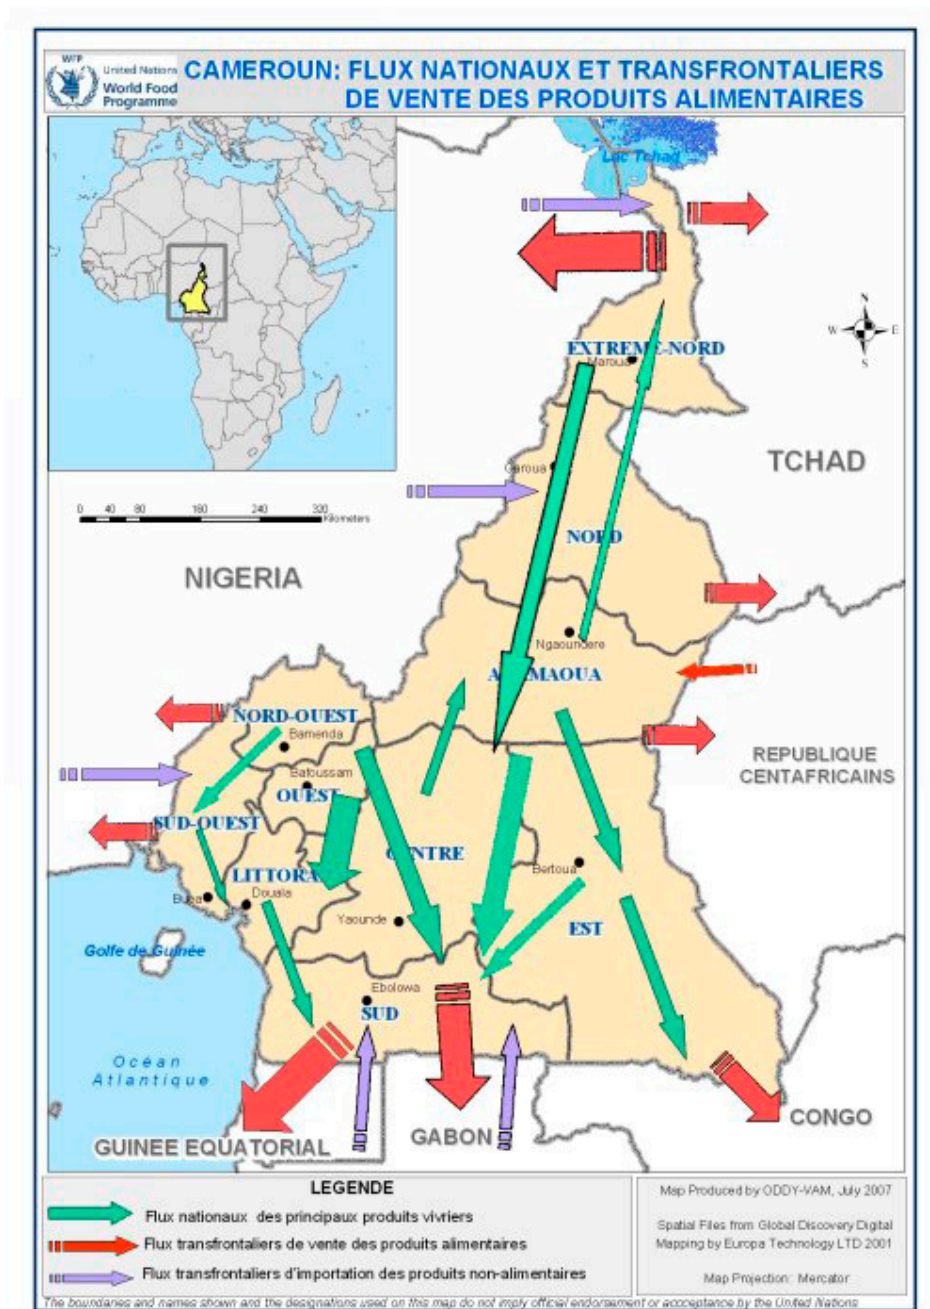 WFP
United Nations
World Food
Programme
CAMEROUN: FLUX NATIONAUX ET TRANSFRONTALIERS
DE VENTE DES PRODUITS ALIMENTAIRES
Lac Tchad
N
W E
S
EXTREME-NORD
Maroua
TCHAD
Garoua
0 40 80 160 240 320
Kilometers
NORD
NIGERIA
Ngaoundere
NORD-OUEST
Bamenda
REPUBLIQUE
CENTAFRICAINS
Bafoussam
OUEST
SUD-OUEST
CENTRE
LITTORA
Bertoua
Buea
Douala
Yaounde
EST
Golfe de Guinée
Ebolowa
SUD
Océan
Atlantique
CONGO
GUINEE EQUATORIAL
GABON
LEGENDE
Flux nationaux des principaux produits vivriers
Flux transfrontaliers de vente des produits alimentaires
Flux transfrontaliers d'importation des produits non-alimentaires
Map Produced by ODDY-VAM, July 2007
Spatial Files from Global Discovery Digital
Mapping by Europa Technology LTD 2001
Map Projection: Mercator
The boundaries and names shown and the designations used on this map do not imply official endorsement or acceptance by the United Nations